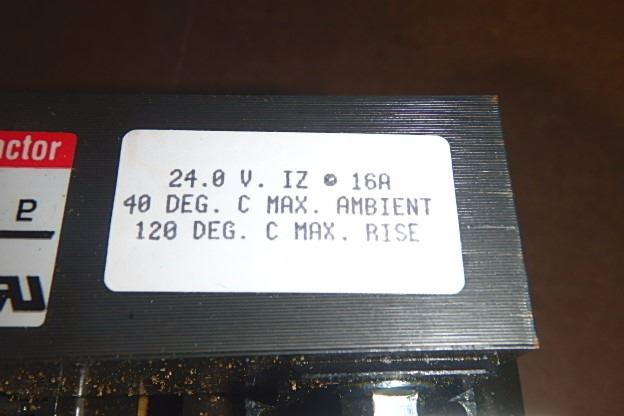 actor
e
24.0 V. IZ @ 16A
40 DEG. C MAX. AMBIENT
120 DEG. C MAX. RISE